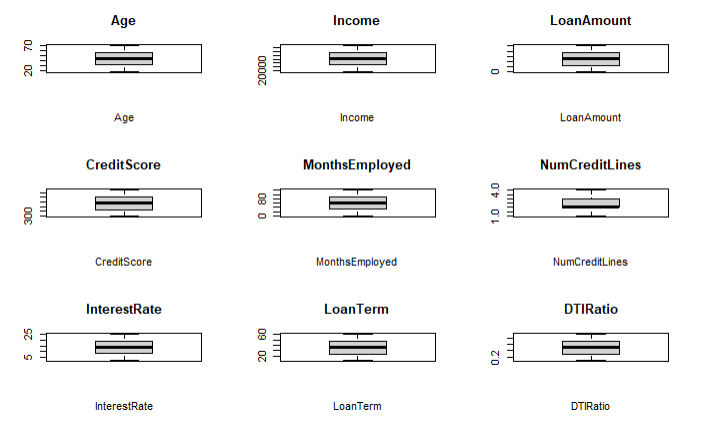 Age Income LoanAmount
70
20
20000
0
Age Income LoanAmount
CreditScore MonthsEmployed NumCreditLines
300
80
0
4.0
1.0
CreditScore MonthsEmployed NumCreditLines
InterestRate LoanTerm DTIRatio
25
5
60
20
0.2
InterestRate LoanTerm DTIRatio